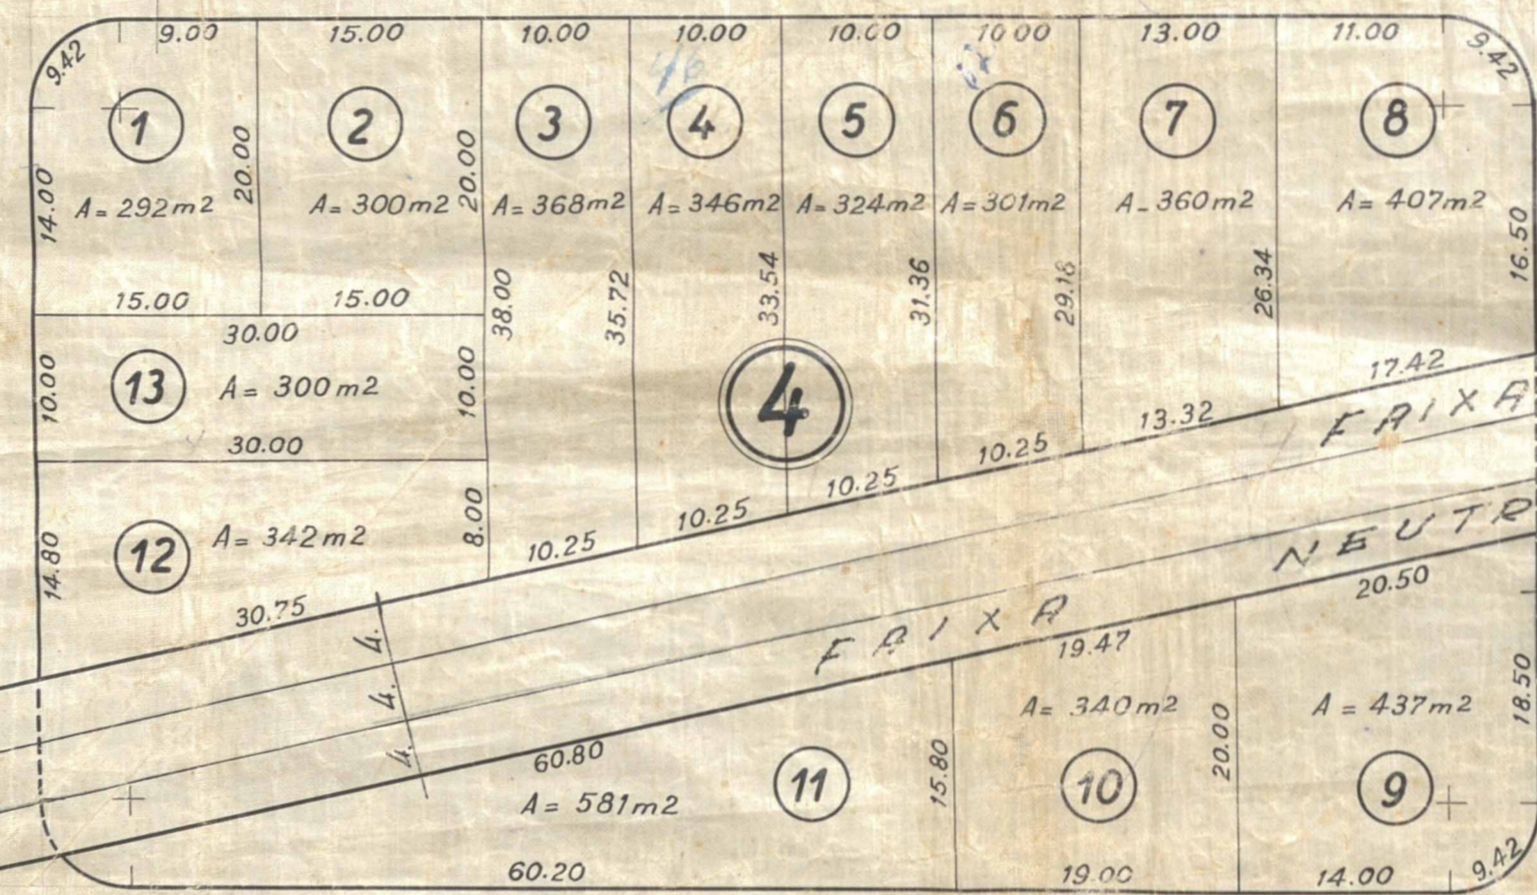 9.42 9.00 15.00 10.00 10.00 10.00 10.00 13.00 11.00 9.42
46
1 2 3 4 5 6 7 8
14.00 20.00 20.00
A= 292m2 A= 300m2 A= 368m2 A= 346m2 A= 324m2 A= 301m2 A- 360m2 A= 407m2
16.50
38.00 35.72 33.54 31.36 29.18 26.34
15.00 15.00
30.00
10.00 13 A= 300m2 10.00
4
17.42
30.00
13.32 FAIXA
10.25
10.25
10.25
10.25
14.80 12 A= 342m2 8.00
NEUTR
30.75
20.50
4.
4.
4.
FAIXA
19.47
60.80
A= 581m2 11 15.80
A= 340m2 10 20.00
A= 437m2 9 18.50
60.20 19.00 14.00 9.42